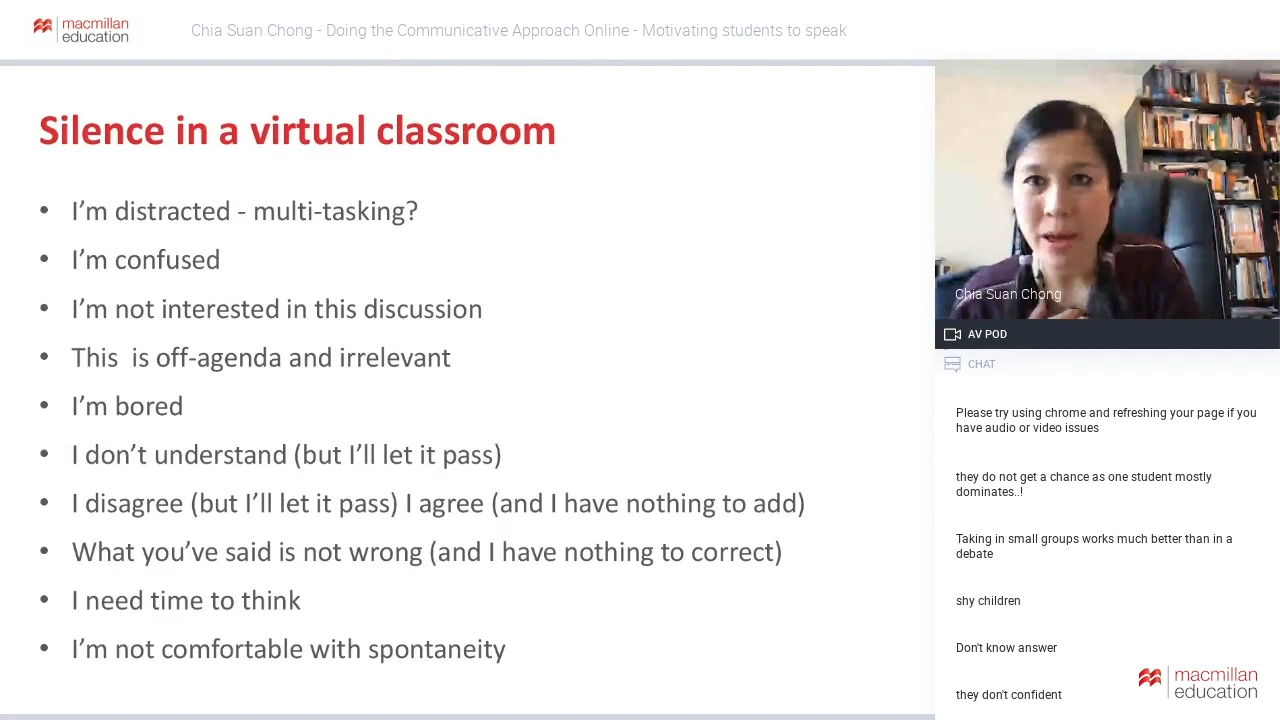 macmillan
education
Chia Suan Chong - Doing the Communicative Approach Online - Motivating students to speak
Silence in a virtual classroom
• I'm distracted - multi-tasking?
• I'm confused
• I'm not interested in this discussion
• This  is off-agenda and irrelevant
• I'm bored
• I don't understand (but I'll let it pass)
• I disagree (but I'll let it pass) I agree (and I have nothing to add)
• What you've said is not wrong (and I have nothing to correct)
• I need time to think
• I'm not comfortable with spontaneity
Chia Suan Chong
AV POD
CHAT
Please try using chrome and refreshing your page if you
have audio or video issues
they do not get a chance as one student mostly
dominates..!
Taking in small groups works much better than in a
debate
shy children
Don't know answer
they don't confident
macmillan
education